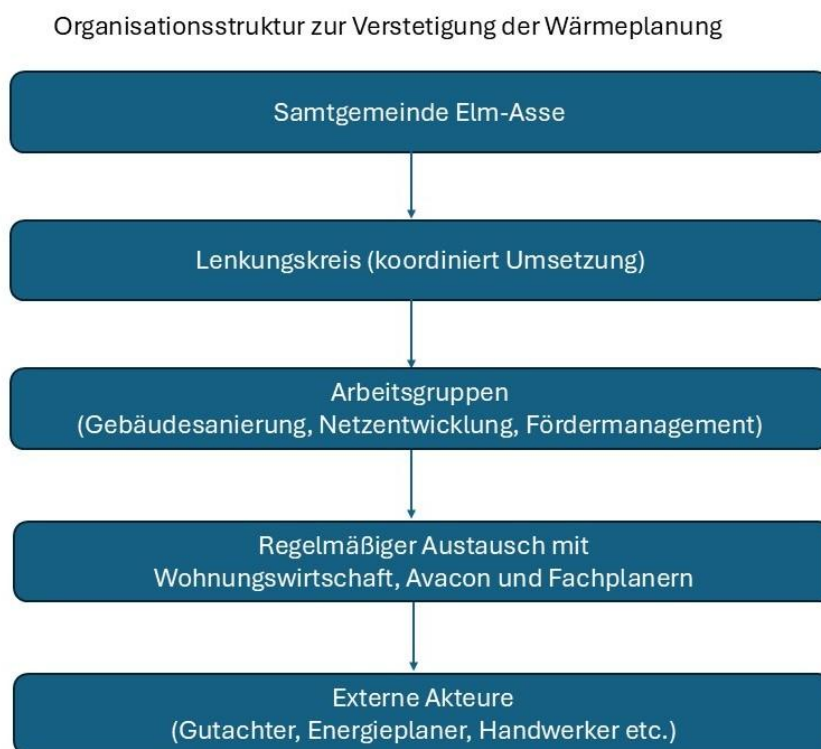 Organisationsstruktur zur Verstetigung der Wärmeplanung
Samtgemeinde Elm-Asse
Lenkungskreis (koordiniert Umsetzung)
Arbeitsgruppen
(Gebäudesanierung, Netzentwicklung, Fördermanagement)
Regelmäßiger Austausch mit
Wohnungswirtschaft, Avacon und Fachplanern
Externe Akteure
(Gutachter, Energieplaner, Handwerker etc.)